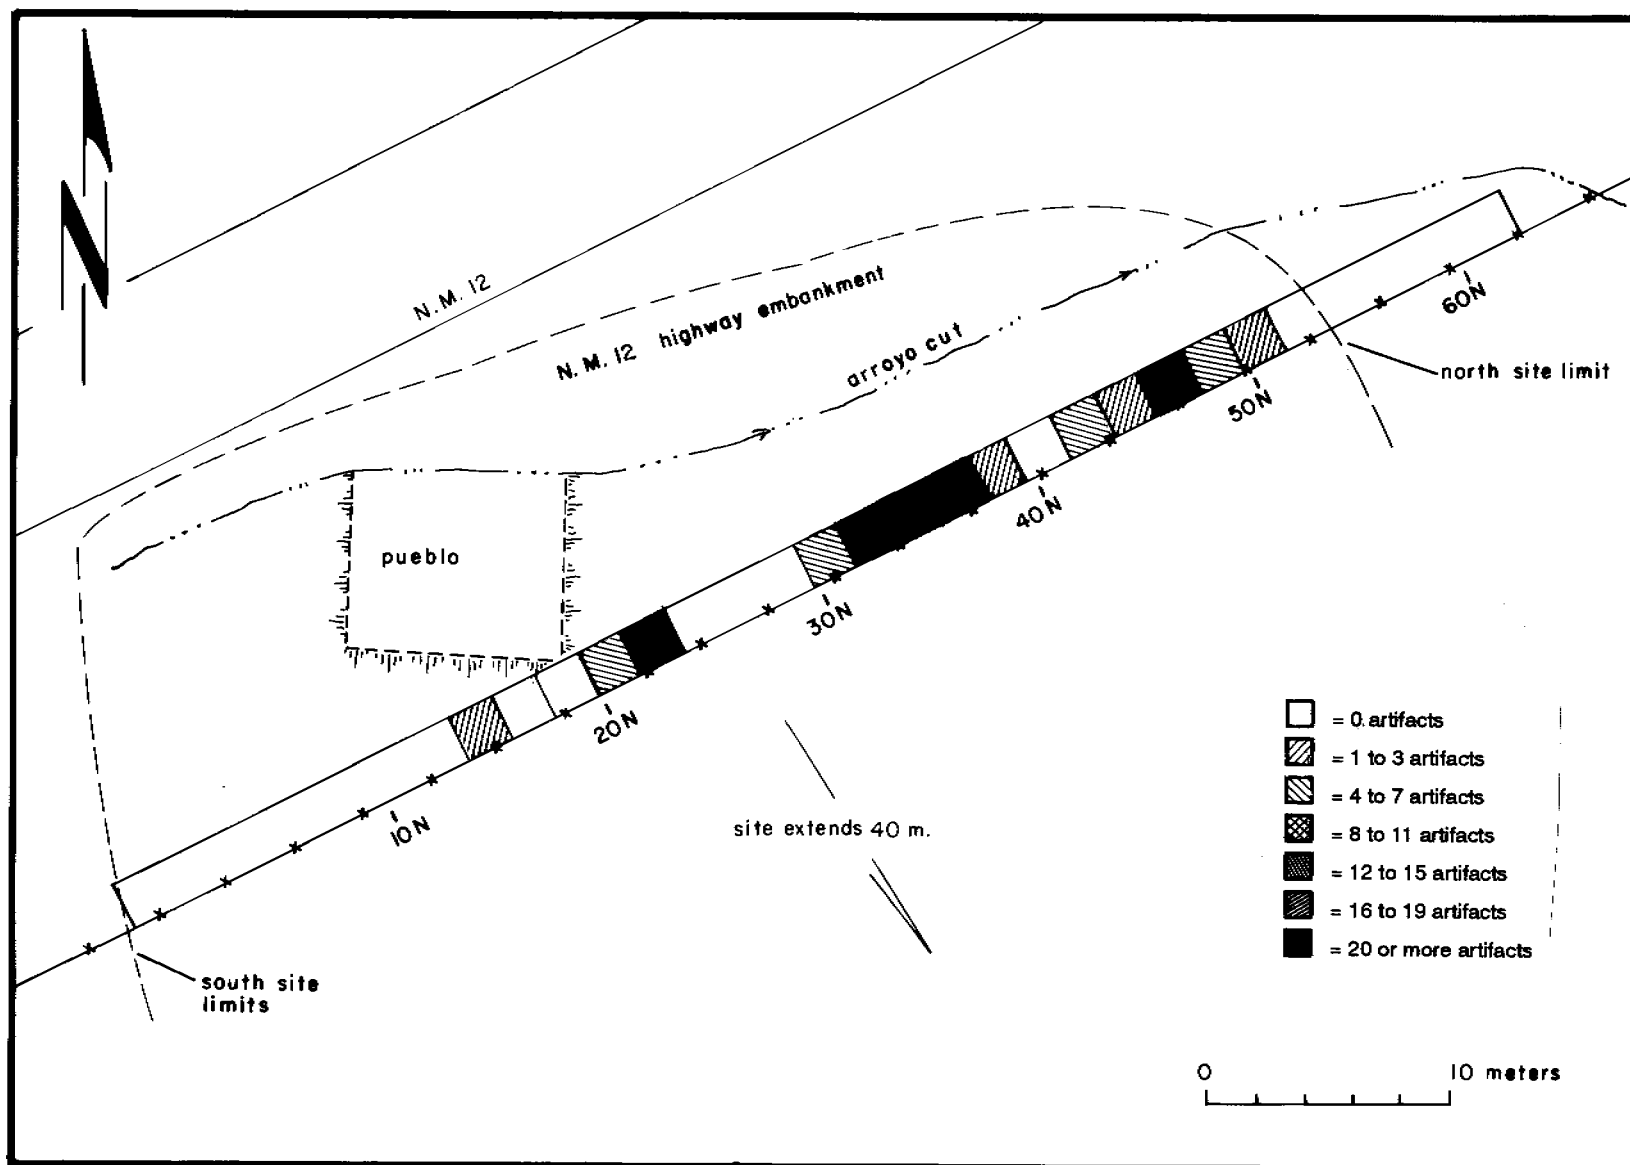 N
N.M. 12
N.M. 12 highway embankment
arroyo cut
60N
north site limit
50N
40N
pueblo
30N
20N
= 0 artifacts
= 1 to 3 artifacts
= 4 to 7 artifacts
= 8 to 11 artifacts
= 12 to 15 artifacts
= 16 to 19 artifacts
= 20 or more artifacts
10N
site extends 40 m.
south site
limits
0 10 meters